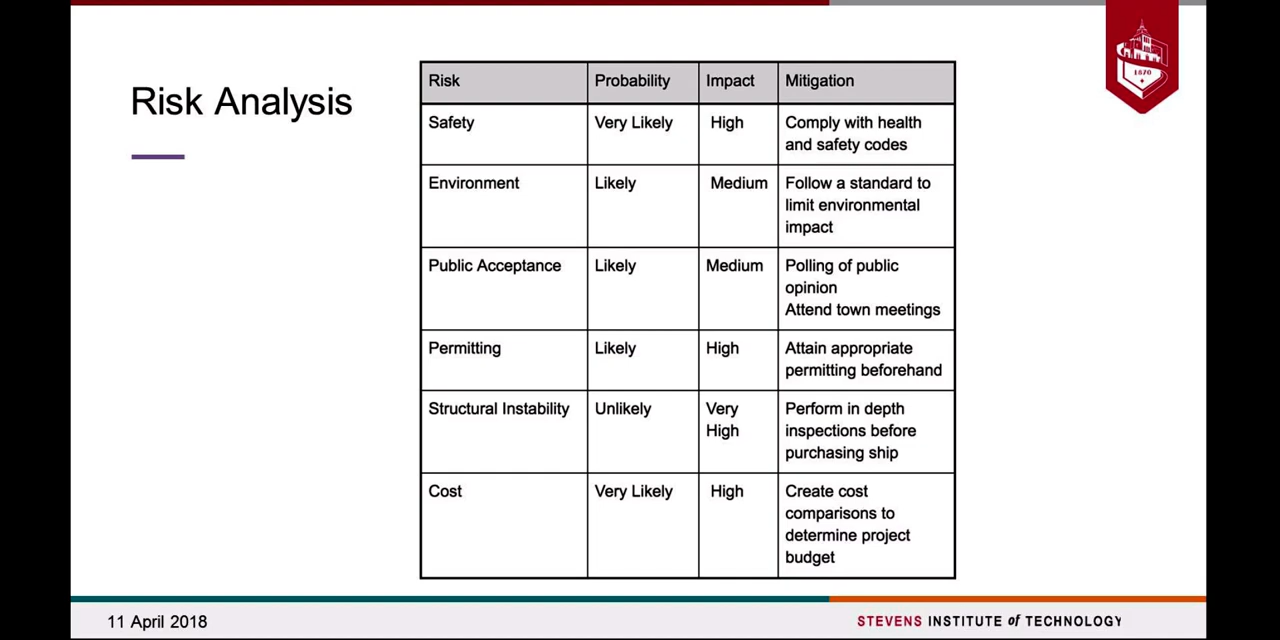 Risk Analysis
Risk Probability Impact Mitigation
Safety Very Likely High Comply with health
and safety codes
Environment Likely Medium Follow a standard to
limit environmental
impact
Public Acceptance Likely Medium Polling of public
opinion
Attend town meetings
Permitting Likely High Attain appropriate
permitting beforehand
Structural Instability Unlikely Very Perform in depth
High inspections before
purchasing ship
Cost Very Likely High Create cost
comparisons to
determine project
budget
1870
11 April 2018 STEVENS INSTITUTE of TECHNOLOGY